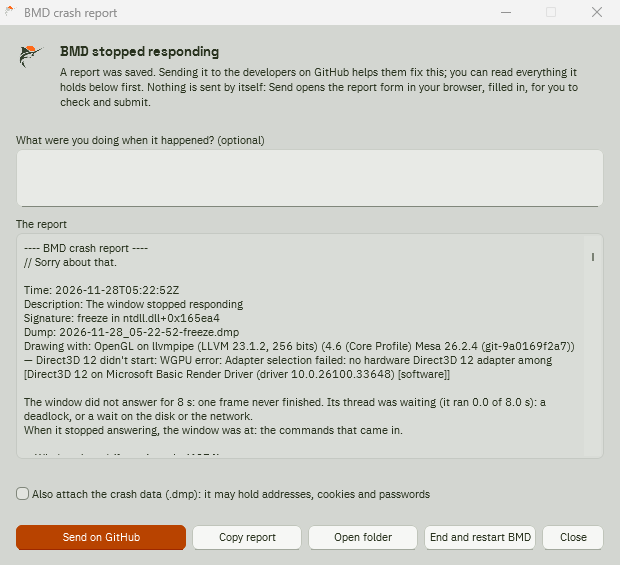 BMD crash report
BMD stopped responding
A report was saved. Sending it to the developers on GitHub helps them fix this; you can read everything it
holds below first. Nothing is sent by itself: Send opens the report form in your browser, filled in, for you to
check and submit.
What were you doing when it happened? (optional)
The report
---- BMD crash report ----
// Sorry about that.
Time: 2026-11-28T05:22:52Z
Description: The window stopped responding
Signature: freeze in ntdll.dll+0x165ea4
Dump: 2026-11-28_05-22-52-freeze.dmp
Drawing with: OpenGL on llvmpipe (LLVM 23.1.2, 256 bits) (4.6 (Core Profile) Mesa 26.2.4 (git-9a0169f2a7))
— Direct3D 12 didn't start: WGPU error: Adapter selection failed: no hardware Direct3D 12 adapter among
[Direct3D 12 on Microsoft Basic Render Driver (driver 10.0.26100.33648) [software]]
The window did not answer for 8 s: one frame never finished. Its thread was waiting (it ran 0.0 of 8.0 s): a
deadlock, or a wait on the disk or the network.
When it stopped answering, the window was at: the commands that came in.
Also attach the crash data (.dmp): it may hold addresses, cookies and passwords
Send on GitHub
Copy report
Open folder
End and restart BMD
Close